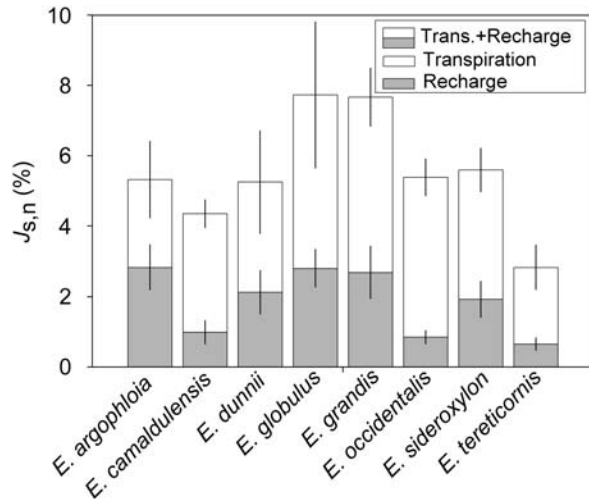 10
8
6
4
2
0
Js,n (%)
Trans.+Recharge
Transpiration
Recharge
E. argophloia
E. camaldulensis
E. dunnii
E. globulus
E. grandis
E. occidentalis
E. sideroxylon
E. tereticornis